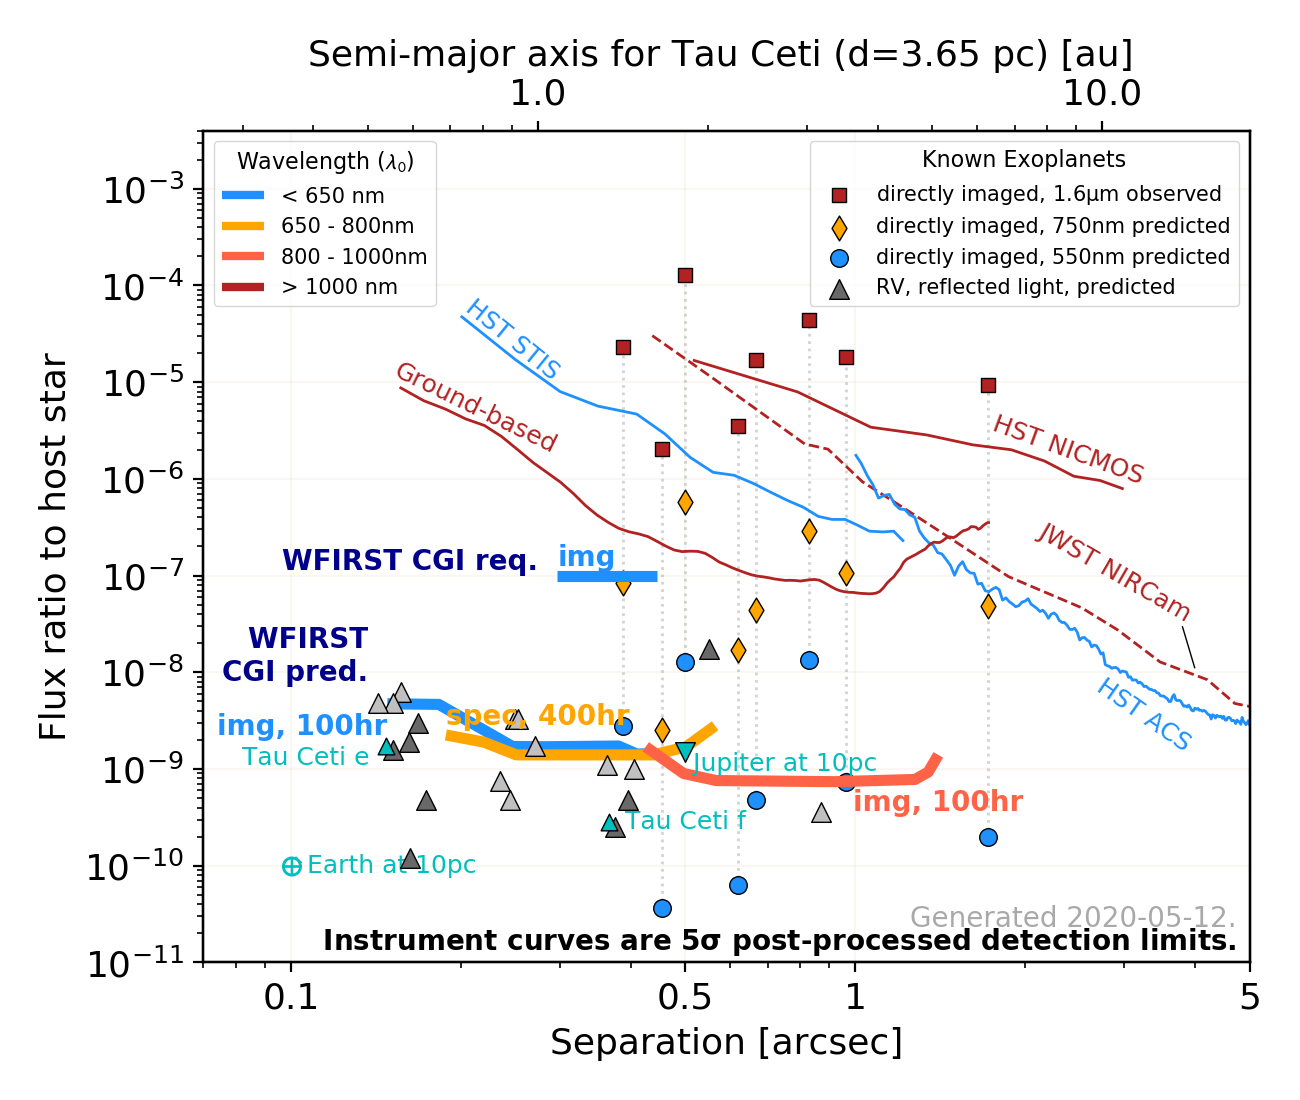 Semi-major axis for Tau Ceti (d=3.65 pc) [au]
1.0
10.0
Wavelength (λ₀)
< 650 nm
650 - 800nm
800 - 1000nm
> 1000 nm
Known Exoplanets
directly imaged, 1.6μm observed
directly imaged, 750nm predicted
directly imaged, 550nm predicted
RV, reflected light, predicted
Flux ratio to host star
10⁻³
10⁻⁴
10⁻⁵
10⁻⁶
10⁻⁷
10⁻⁸
10⁻⁹
10⁻¹⁰
10⁻¹¹
HST STIS
Ground-based
HST NICMOS
JWST NIRCam
HST ACS
WFIRST CGI req.
img
WFIRST
CGI pred.
img, 100hr
spec, 400hr
Tau Ceti e
Jupiter at 10pc
img, 100hr
Tau Ceti f
Earth at 10pc
Generated 2020-05-12.
Instrument curves are 5σ post-processed detection limits.
0.1
0.5
1
5
Separation [arcsec]